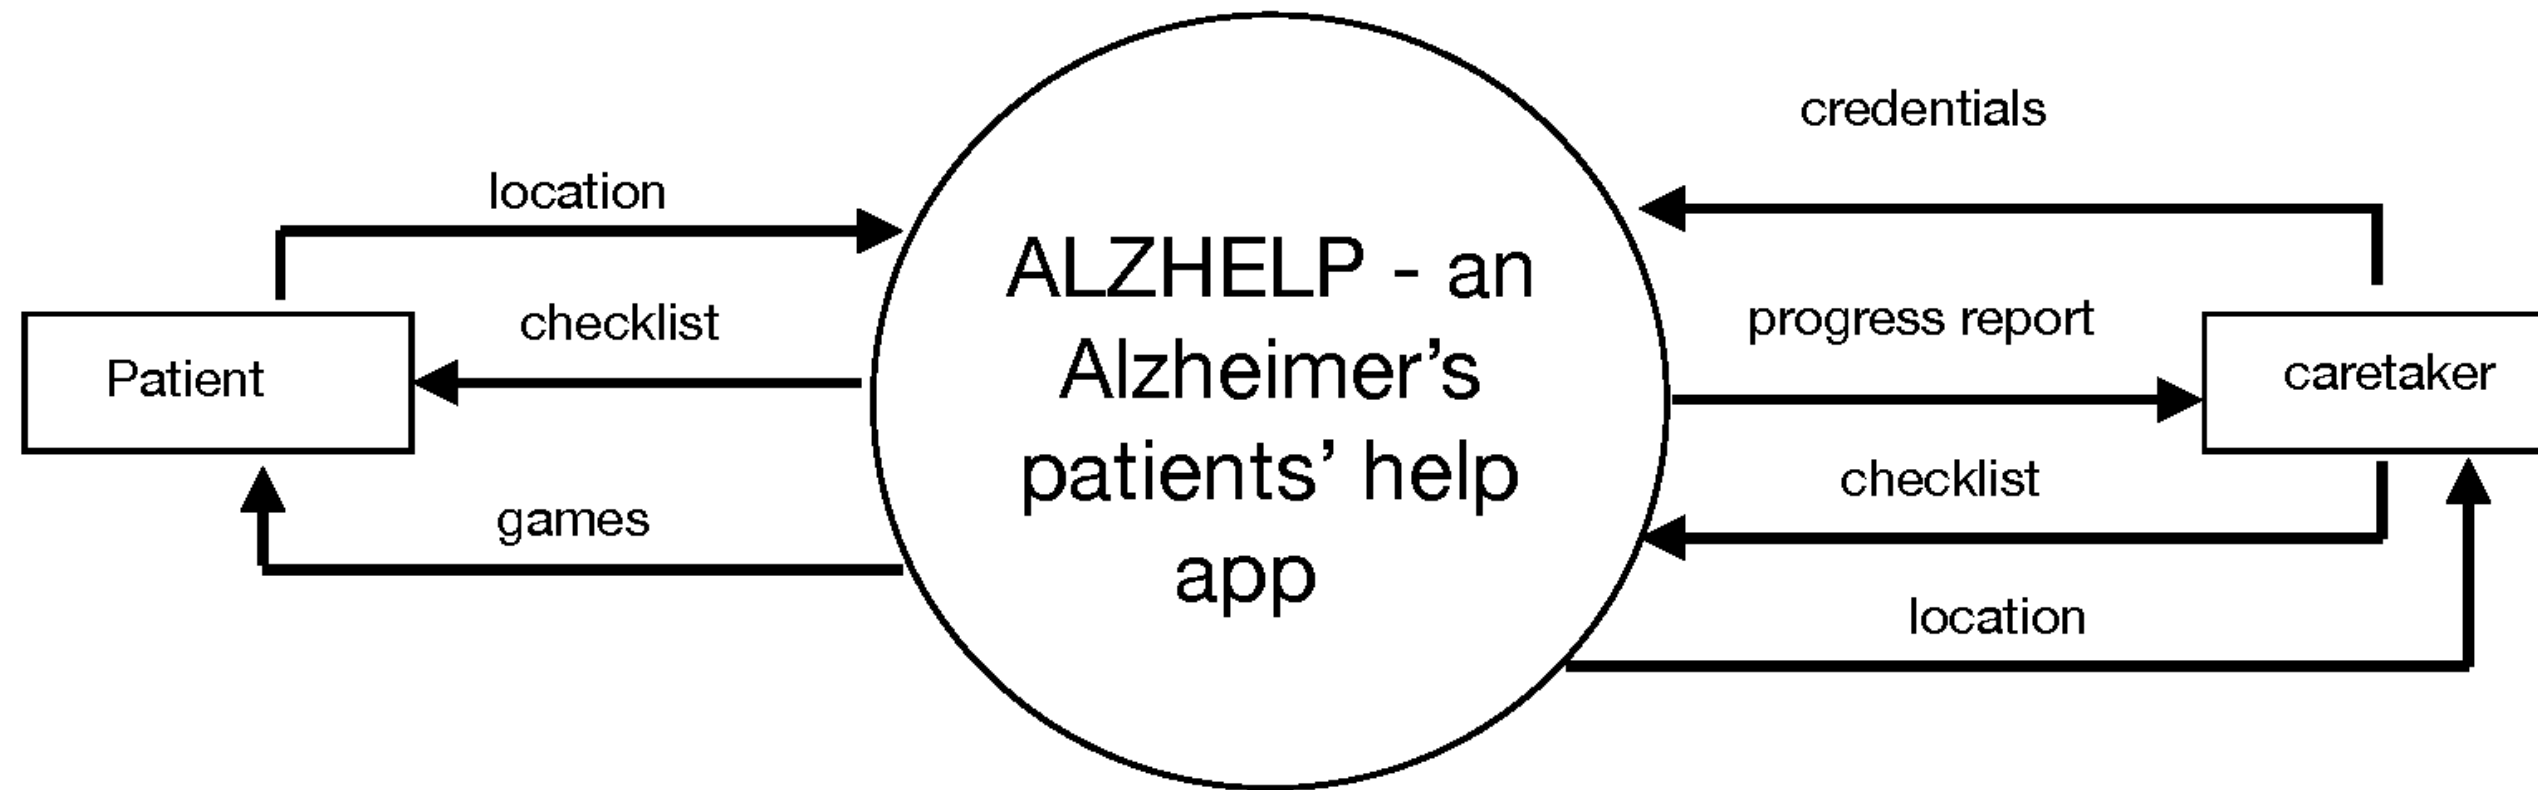 credentials
location
ALZHELP - an
Alzheimer’s
patients’ help
app
checklist
progress report
Patient
caretaker
games
checklist
location